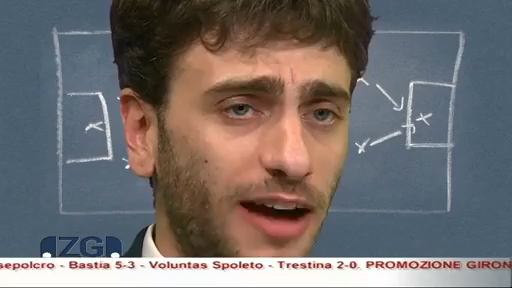 ZG
sepolcro - Bastia 5-3 - Voluntas Spoleto - Trestina 2-0. PROMOZIONE GIRON